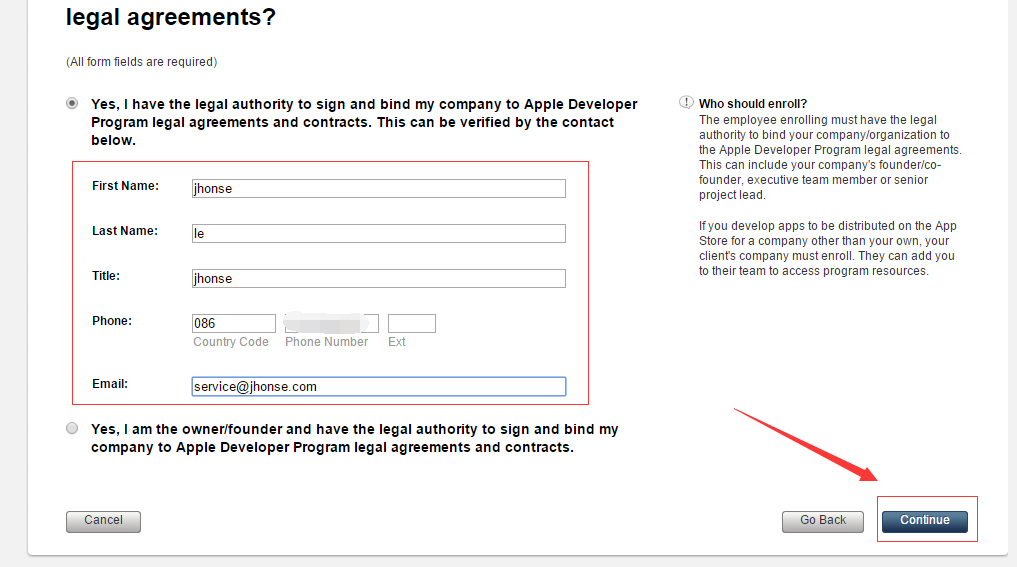 legal agreements?
(All form fields are required)
Yes, I have the legal authority to sign and bind my company to Apple Developer
Program legal agreements and contracts. This can be verified by the contact
below.
First Name:
jhonse
Last Name:
le
Title:
jhonse
Phone:
086
Country Code
Phone Number
Ext
Email:
service@jhonse.com
Yes, I am the owner/founder and have the legal authority to sign and bind my
company to Apple Developer Program legal agreements and contracts.
Who should enroll?
The employee enrolling must have the legal
authority to bind your company/organization to
the Apple Developer Program legal agreements.
This can include your company's founder/co-
founder, executive team member or senior
project lead.
If you develop apps to be distributed on the App
Store for a company other than your own, your
client's company must enroll. They can add you
to their team to access program resources.
Cancel
Go Back
Continue